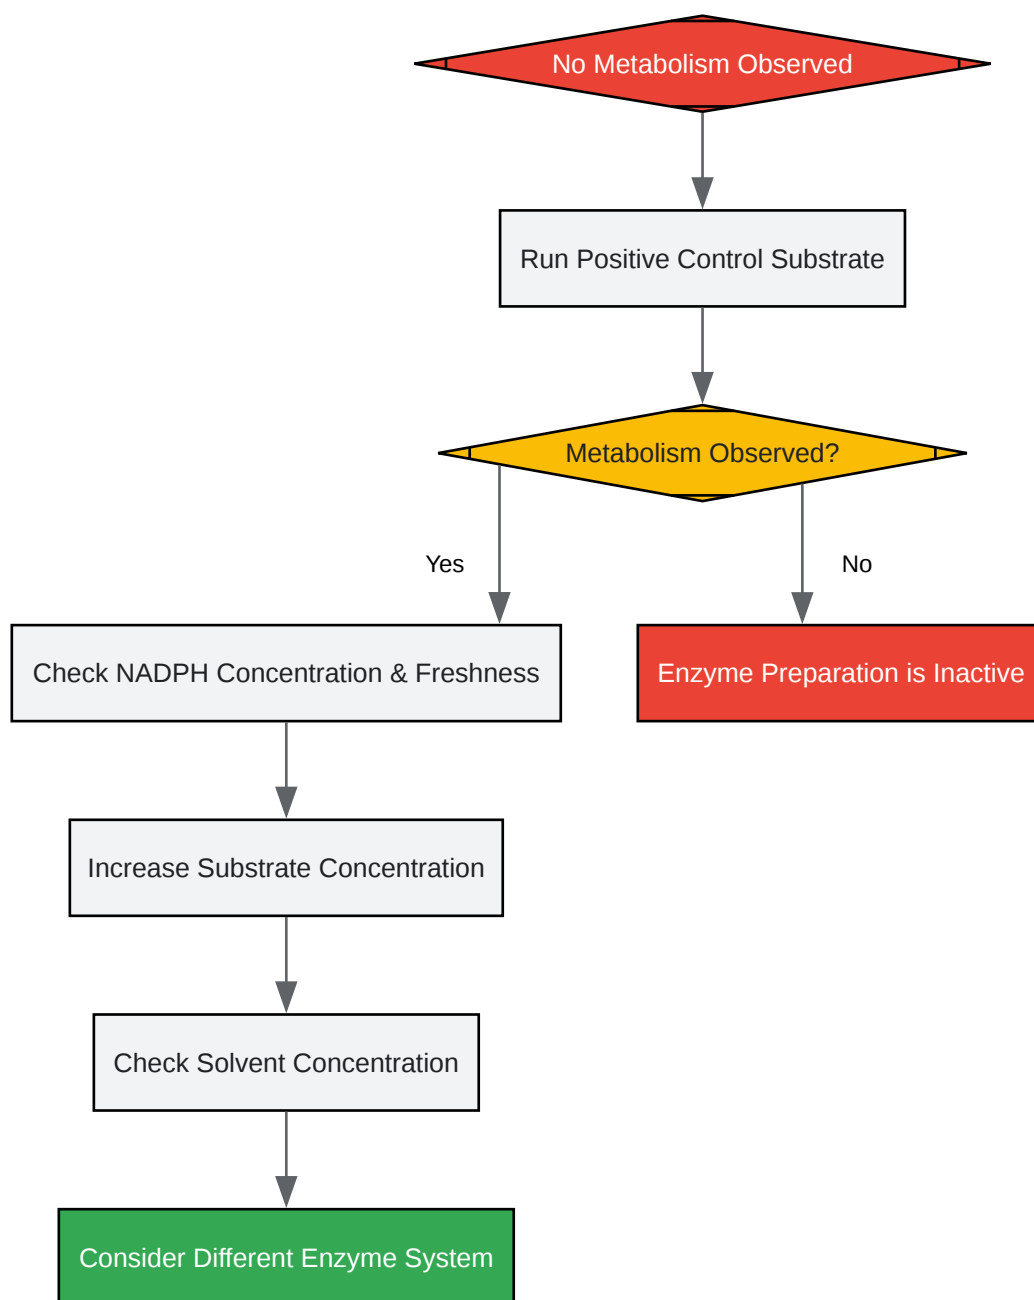 No Metabolism Observed
Run Positive Control Substrate
Metabolism Observed?
Yes
No
Check NADPH Concentration & Freshness
Enzyme Preparation is Inactive
Increase Substrate Concentration
Check Solvent Concentration
Consider Different Enzyme System